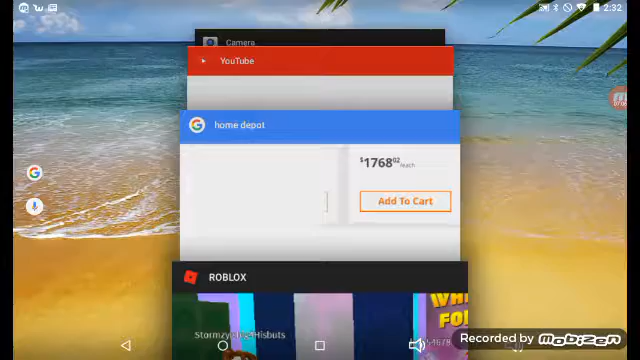 2:32
Camera
YouTube
home depot
$1768 02 /each
Add To Cart
ROBLOX
Recorded by
MOBIZEN